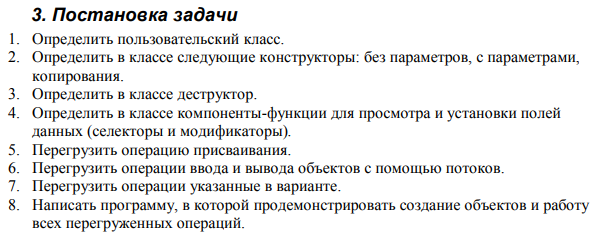 3. Постановка задачи
1. Определить пользовательский класс.
2. Определить в классе следующие конструкторы: без параметров, с параметрами,
копирования.
3. Определить в классе деструктор.
4. Определить в классе компоненты-функции для просмотра и установки полей
данных (селекторы и модификаторы).
5. Перегрузить операцию присваивания.
6. Перегрузить операции ввода и вывода объектов с помощью потоков.
7. Перегрузить операции указанные в варианте.
8. Написать программу, в которой продемонстрировать создание объектов и работу
всех перегруженных операций.